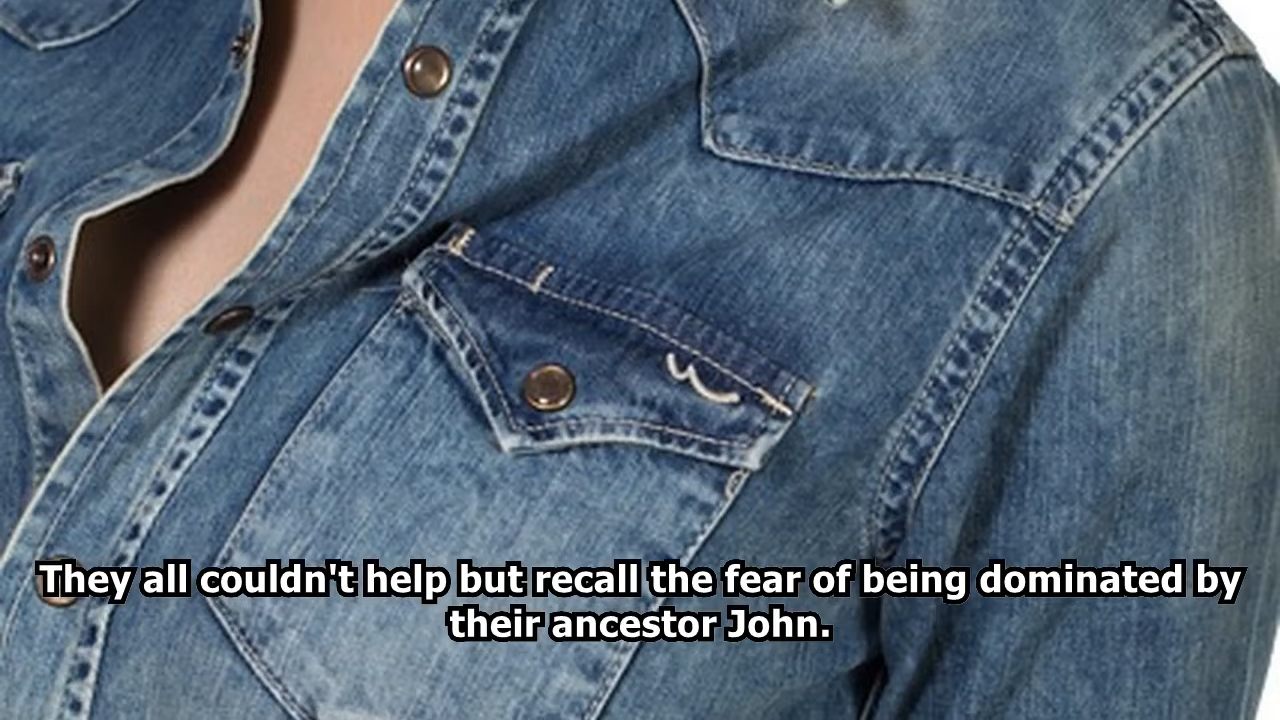 They all couldn't help but recall the fear of being dominated by
their ancestor John.